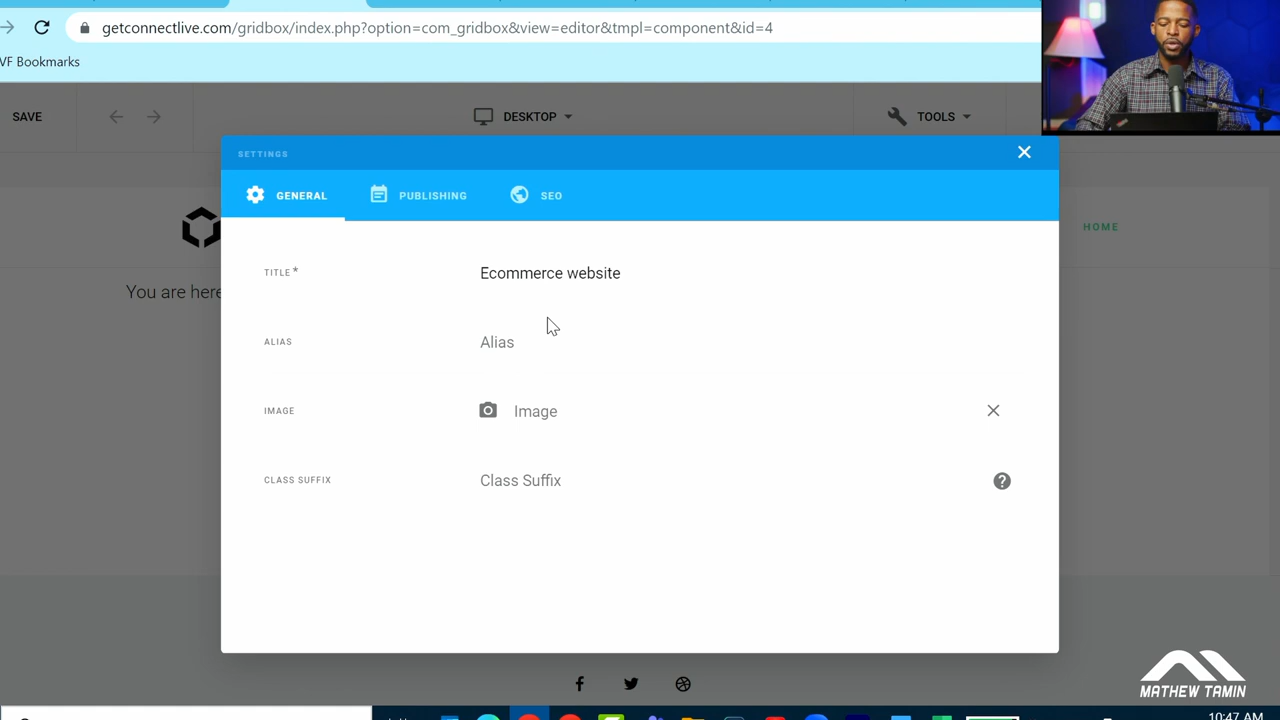 getconnectlive.com/gridbox/index.php?option=com_gridbox&view=editor&tmpl=component&id=4
VF Bookmarks
SAVE
DESKTOP
TOOLS
SETTINGS
GENERAL
PUBLISHING
SEO
HOME
TITLE *
Ecommerce website
You are here
ALIAS
Alias
IMAGE
Image
CLASS SUFFIX
Class Suffix
MATHEW TAMIN
10:47 AM